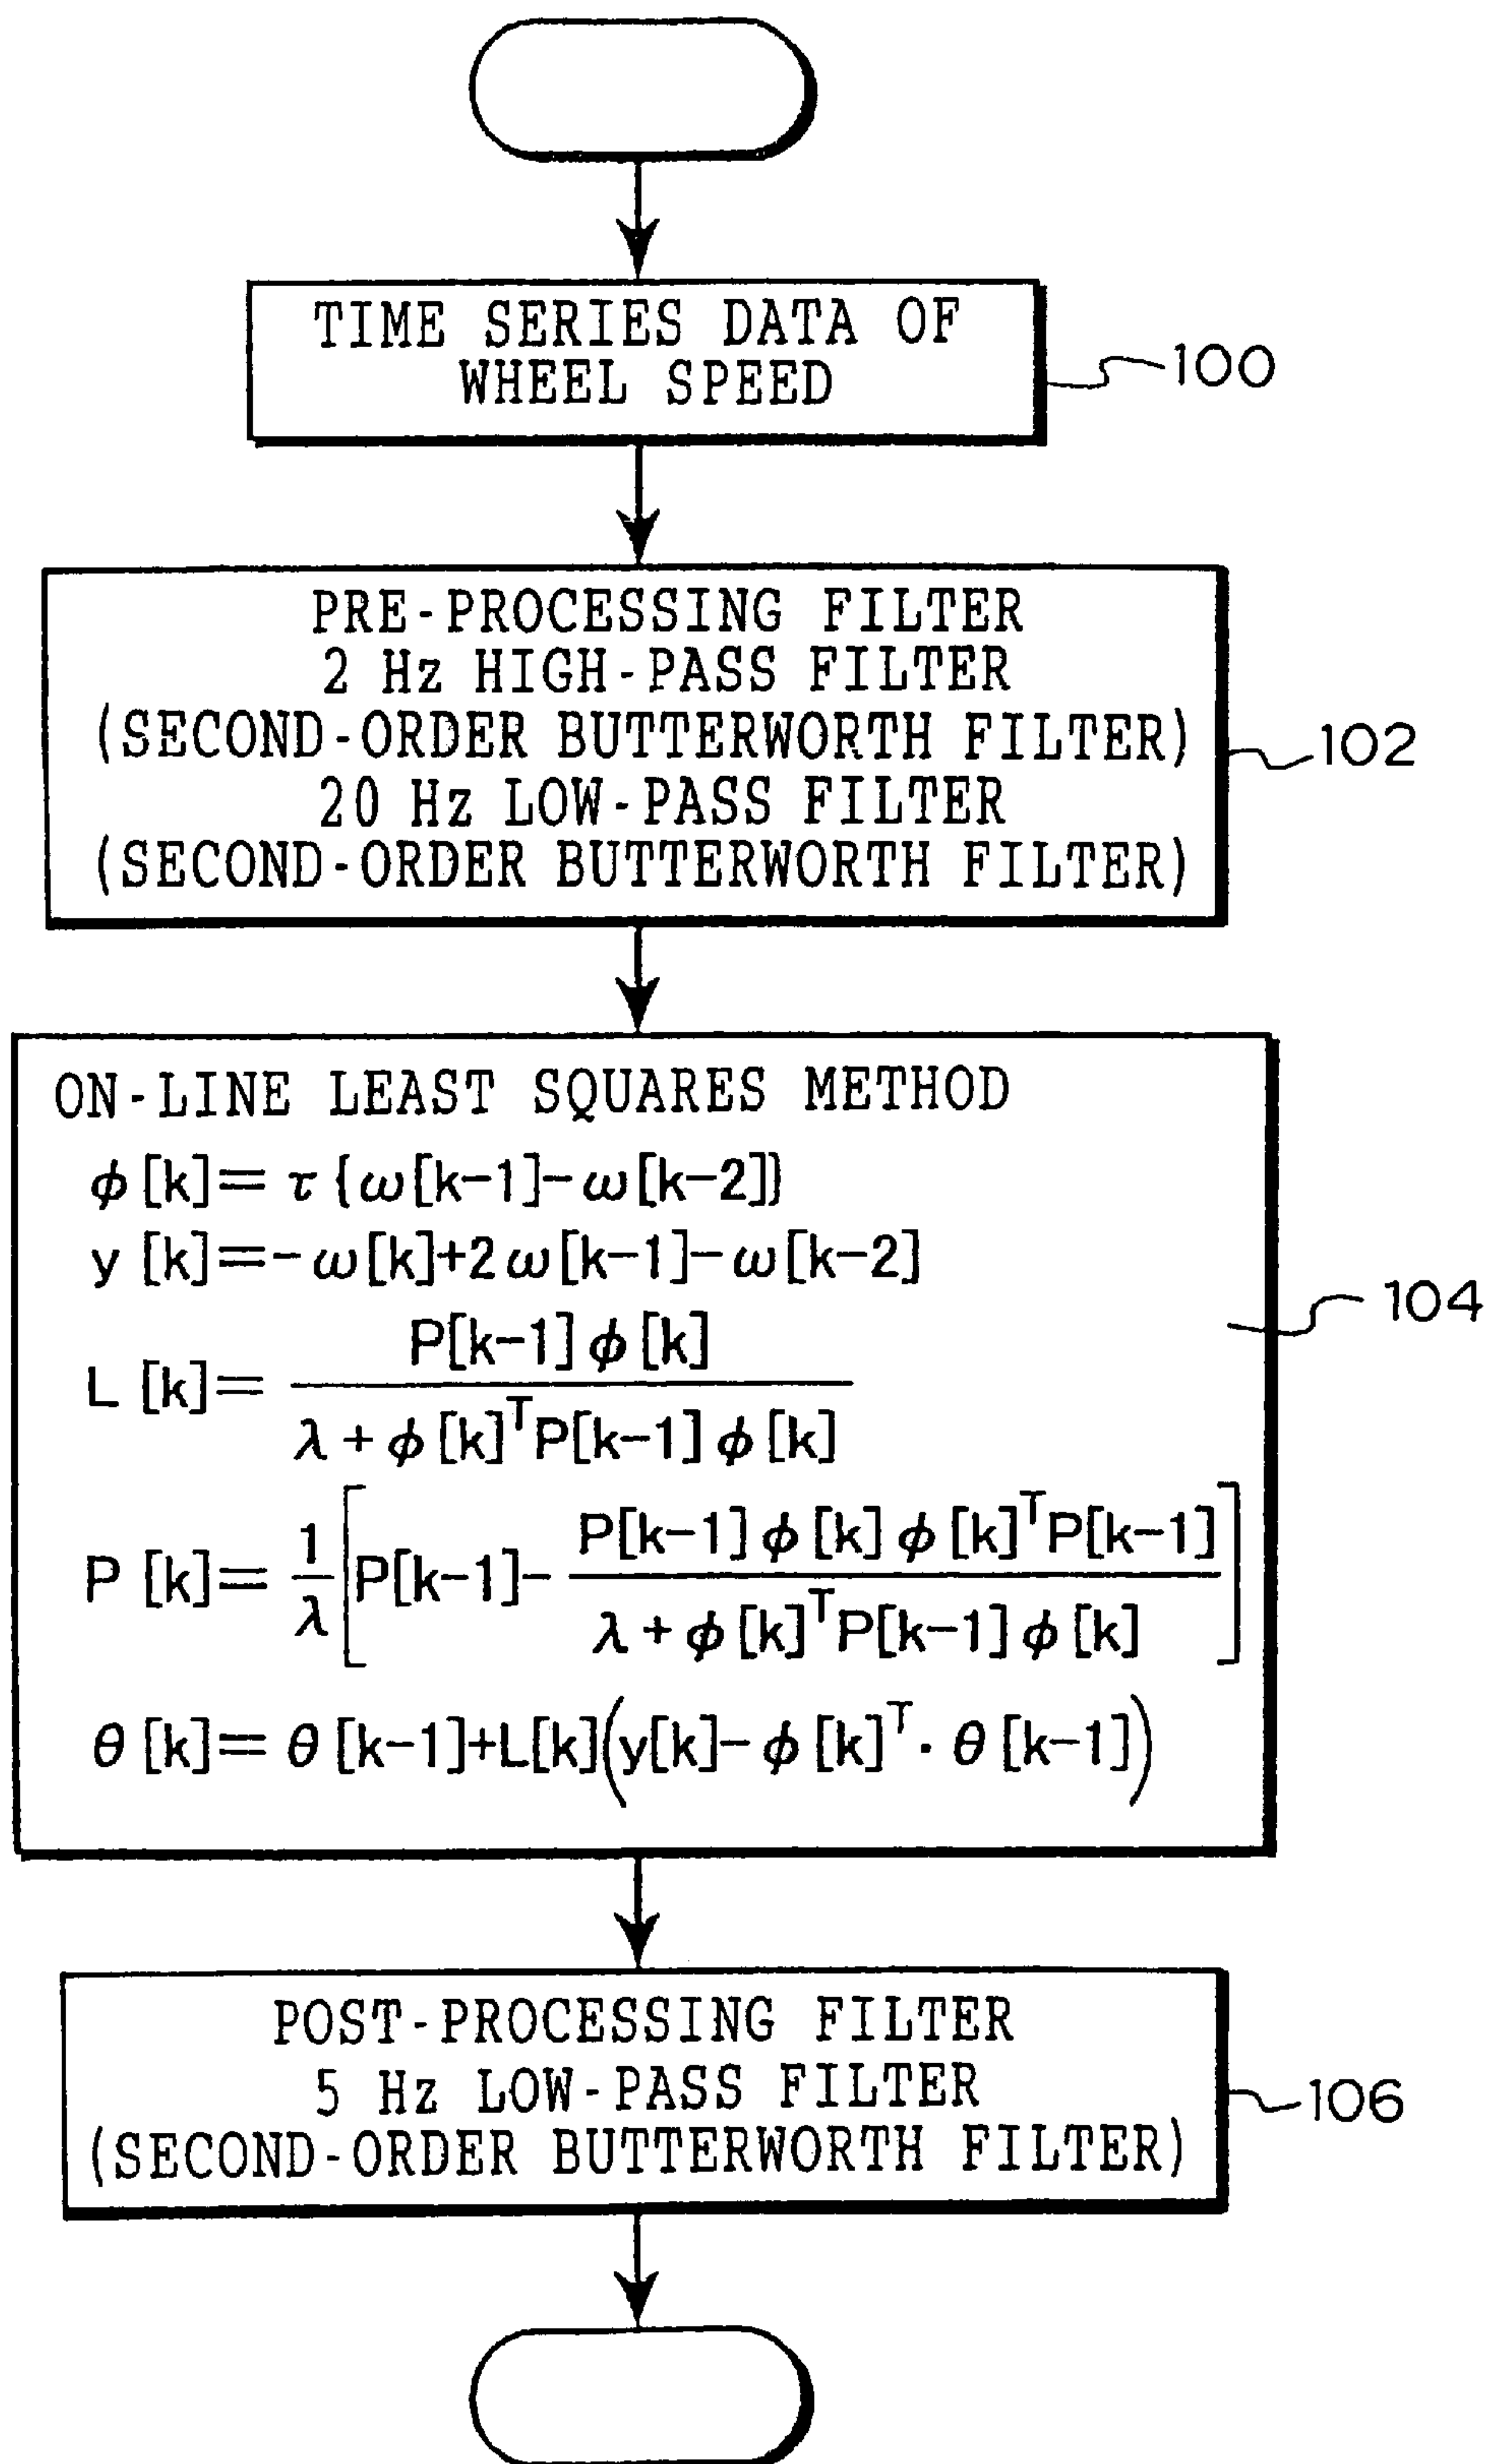 TIME SERIES DATA OF
WHEEL SPEED
100
PRE-PROCESSING FILTER
2 Hz HIGH-PASS FILTER
(SECOND-ORDER BUTTERWORTH FILTER)
20 Hz LOW-PASS FILTER
(SECOND-ORDER BUTTERWORTH FILTER)
102
ON-LINE LEAST SQUARES METHOD
ϕ[k]= τ{ω[k-1]-ω[k-2]}
y[k]=-ω[k]+2ω[k-1]-ω[k-2]
L[k]= P[k-1]ϕ[k] / λ+ϕ[k]ᵀP[k-1]ϕ[k]
104
P[k]= 1/λ [P[k-1]- P[k-1]ϕ[k]ϕ[k]ᵀP[k-1] / λ+ϕ[k]ᵀP[k-1]ϕ[k]]
θ[k]= θ[k-1]+L[k](y[k]-ϕ[k]ᵀ·θ[k-1])
POST-PROCESSING FILTER
5 Hz LOW-PASS FILTER
(SECOND-ORDER BUTTERWORTH FILTER)
106